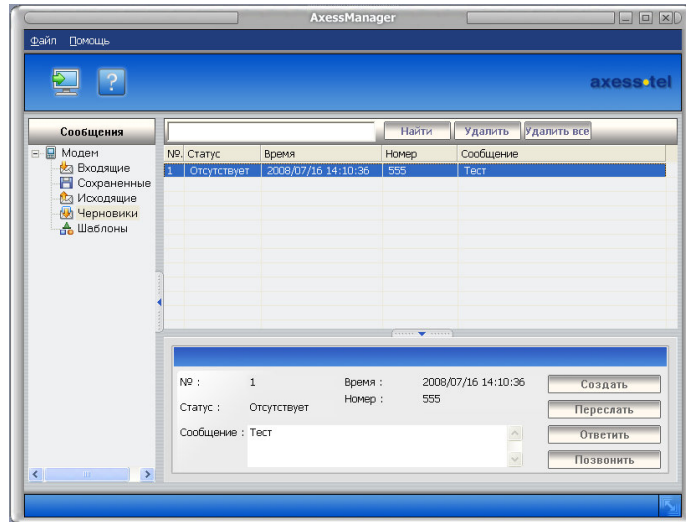 AxessManager
Файл Помощь
?
axess•tel
Сообщения
Найти Удалить Удалить все
Модем
Входящие
Сохраненные
Исходящие
Черновики
Шаблоны
№. Статус Время Номер Сообщение
1 Отсутствует 2008/07/16 14:10:36 555 Тест
№ : 1 Время : 2008/07/16 14:10:36
Статус : Отсутствует Номер : 555
Сообщение : Тест
Создать
Переслать
Ответить
Позвонить